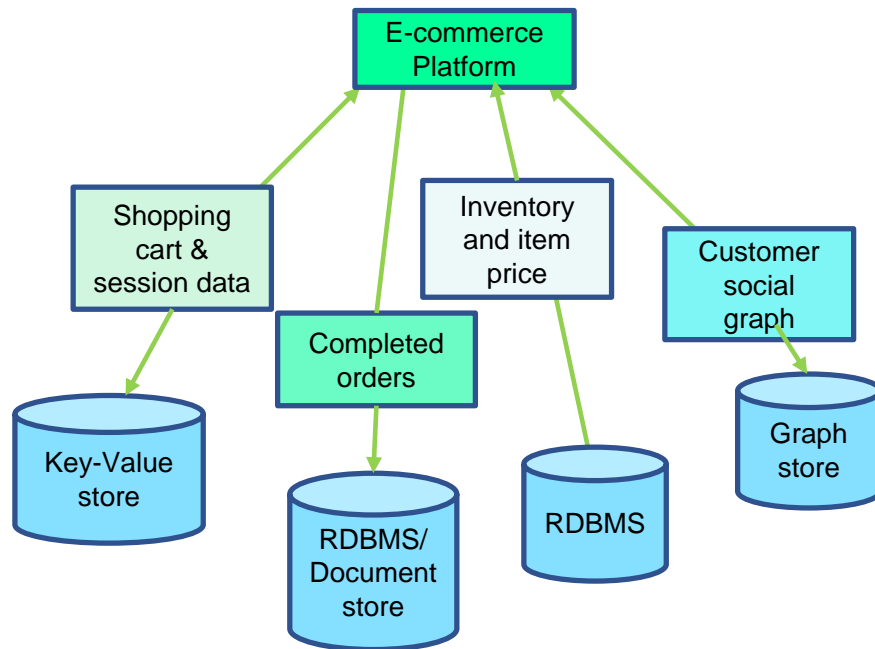 E-commerce
Platform
Shopping
cart &
session data
Inventory
and item
price
Customer
social
graph
Completed
orders
Key-Value
store
RDBMS/
Document
store
RDBMS
Graph
store